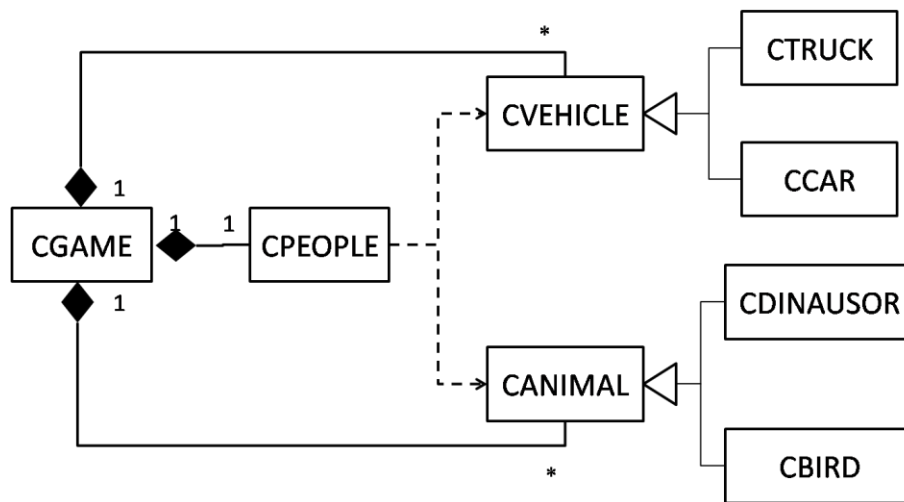 *
CTRUCK
CVEHICLE
CCAR
1
1
1
CGAME
CPEOPLE
1
CDINAUSOR
CANIMAL
*
CBIRD